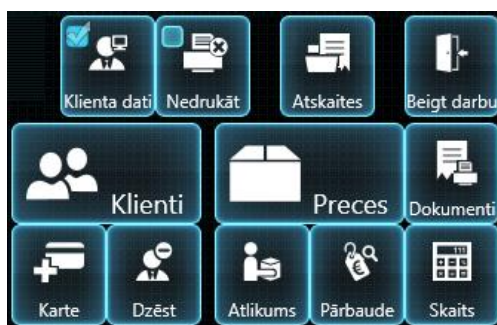 Klienta dati
Nedrukāt
Atskaites
Beigt darbu
Klienti
Preces
Dokumenti
Karte
Dzēst
Atlikums
Pārbaude
Skaits